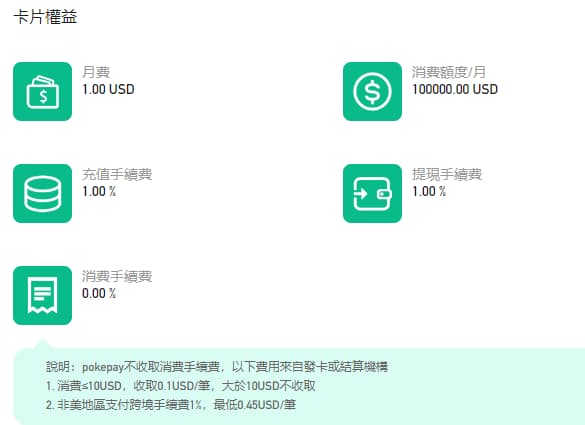 卡片權益
月費
1.00 USD
消費額度/月
100000.00 USD
充值手續費
1.00 %
提現手續費
1.00 %
消費手續費
0.00 %
說明：pokepay不收取消費手續費，以下費用來自發卡或結算機構
1. 消費≤10USD，收取0.1USD/筆，大於10USD不收取
2. 非美地區支付跨境手續費1%，最低0.45USD/筆